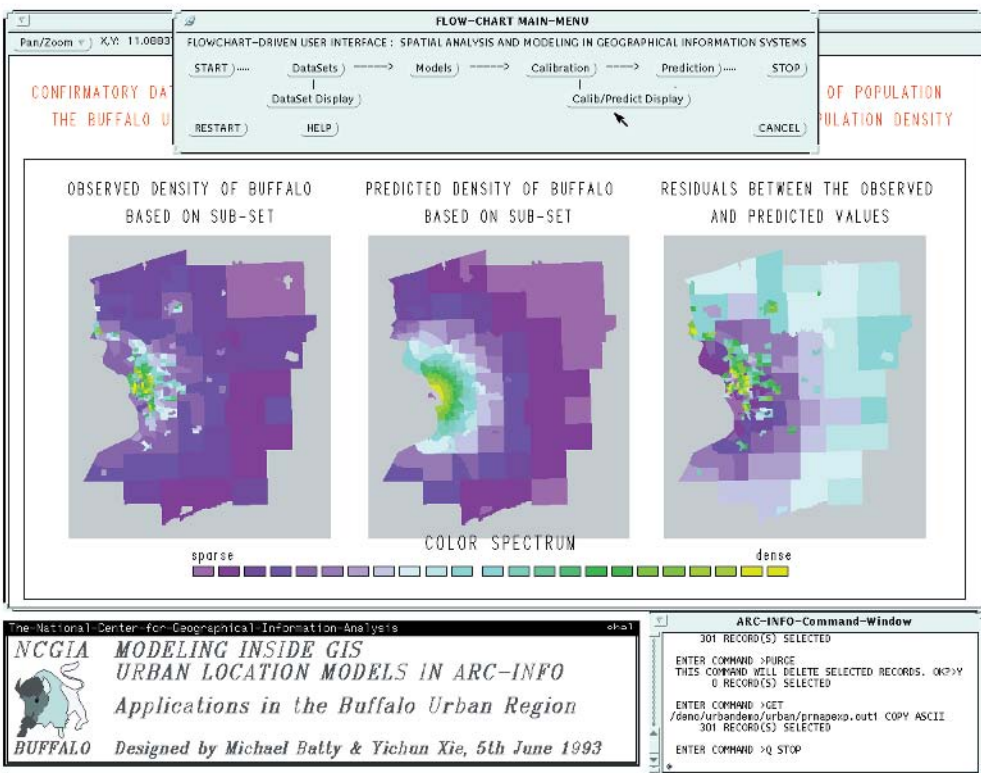 FLOW-CHART MAIN-MENU
Pan/Zoom X,Y: 11.0883
FLOWCHART-DRIVEN USER INTERFACE : SPATIAL ANALYSIS AND MODELING IN GEOGRAPHICAL INFORMATION SYSTEMS
START ..... DataSets -----> Models -----> Calibration -----> Prediction ..... STOP
DataSet Display Calib/Predict Display
RESTART HELP CANCEL
CONFIRMATORY DA OF POPULATION
THE BUFFALO U PULATION DENSITY
OBSERVED DENSITY OF BUFFALO
BASED ON SUB-SET
PREDICTED DENSITY OF BUFFALO
BASED ON SUB-SET
RESIDUALS BETWEEN THE OBSERVED
AND PREDICTED VALUES
COLOR SPECTRUM
sparse dense
The-National-Center-for-Geographical-Information-Analysis
NCGIA MODELING INSIDE GIS
URBAN LOCATION MODELS IN ARC-INFO
Applications in the Buffalo Urban Region
BUFFALO Designed by Michael Batty & Yichun Xie, 5th June 1993
ARC-INFO-Command-Window
301 RECORD(S) SELECTED
ENTER COMMAND >PURGE
THIS COMMAND WILL DELETE SELECTED RECORDS. OK?>Y
0 RECORD(S) SELECTED
ENTER COMMAND >GET
/demo/urbandemo/urban/prnapexp.out1 COPY ASCII
301 RECORD(S) SELECTED
ENTER COMMAND >Q STOP